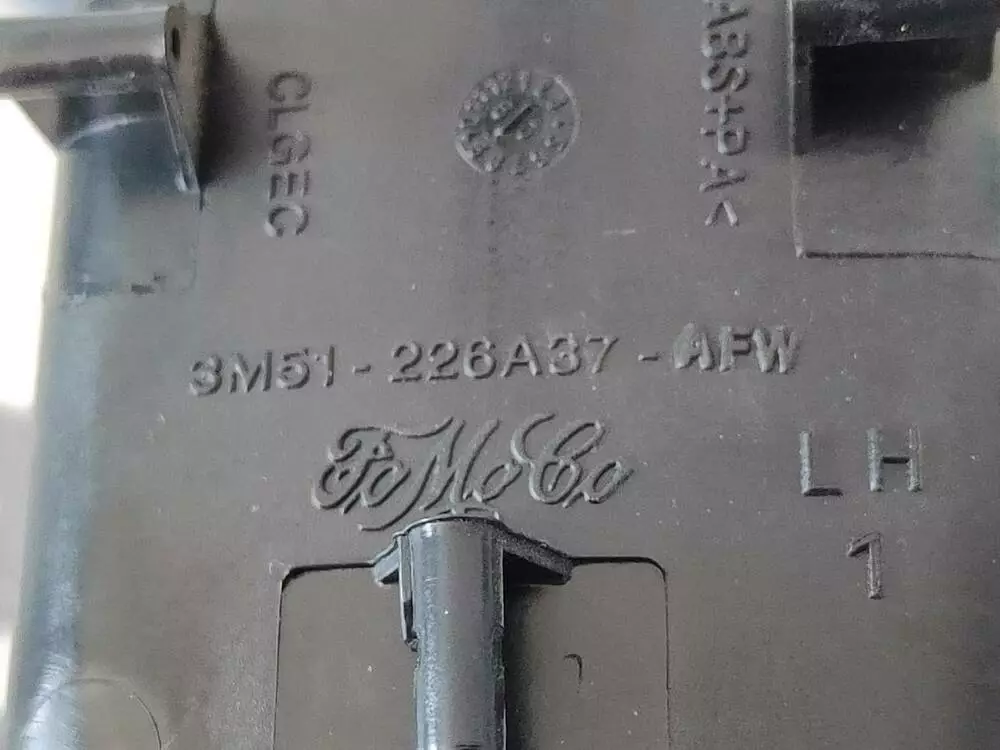 CLGEC
ABS+PA<
3M51-226A37-AFW
FoMoCo
LH
1